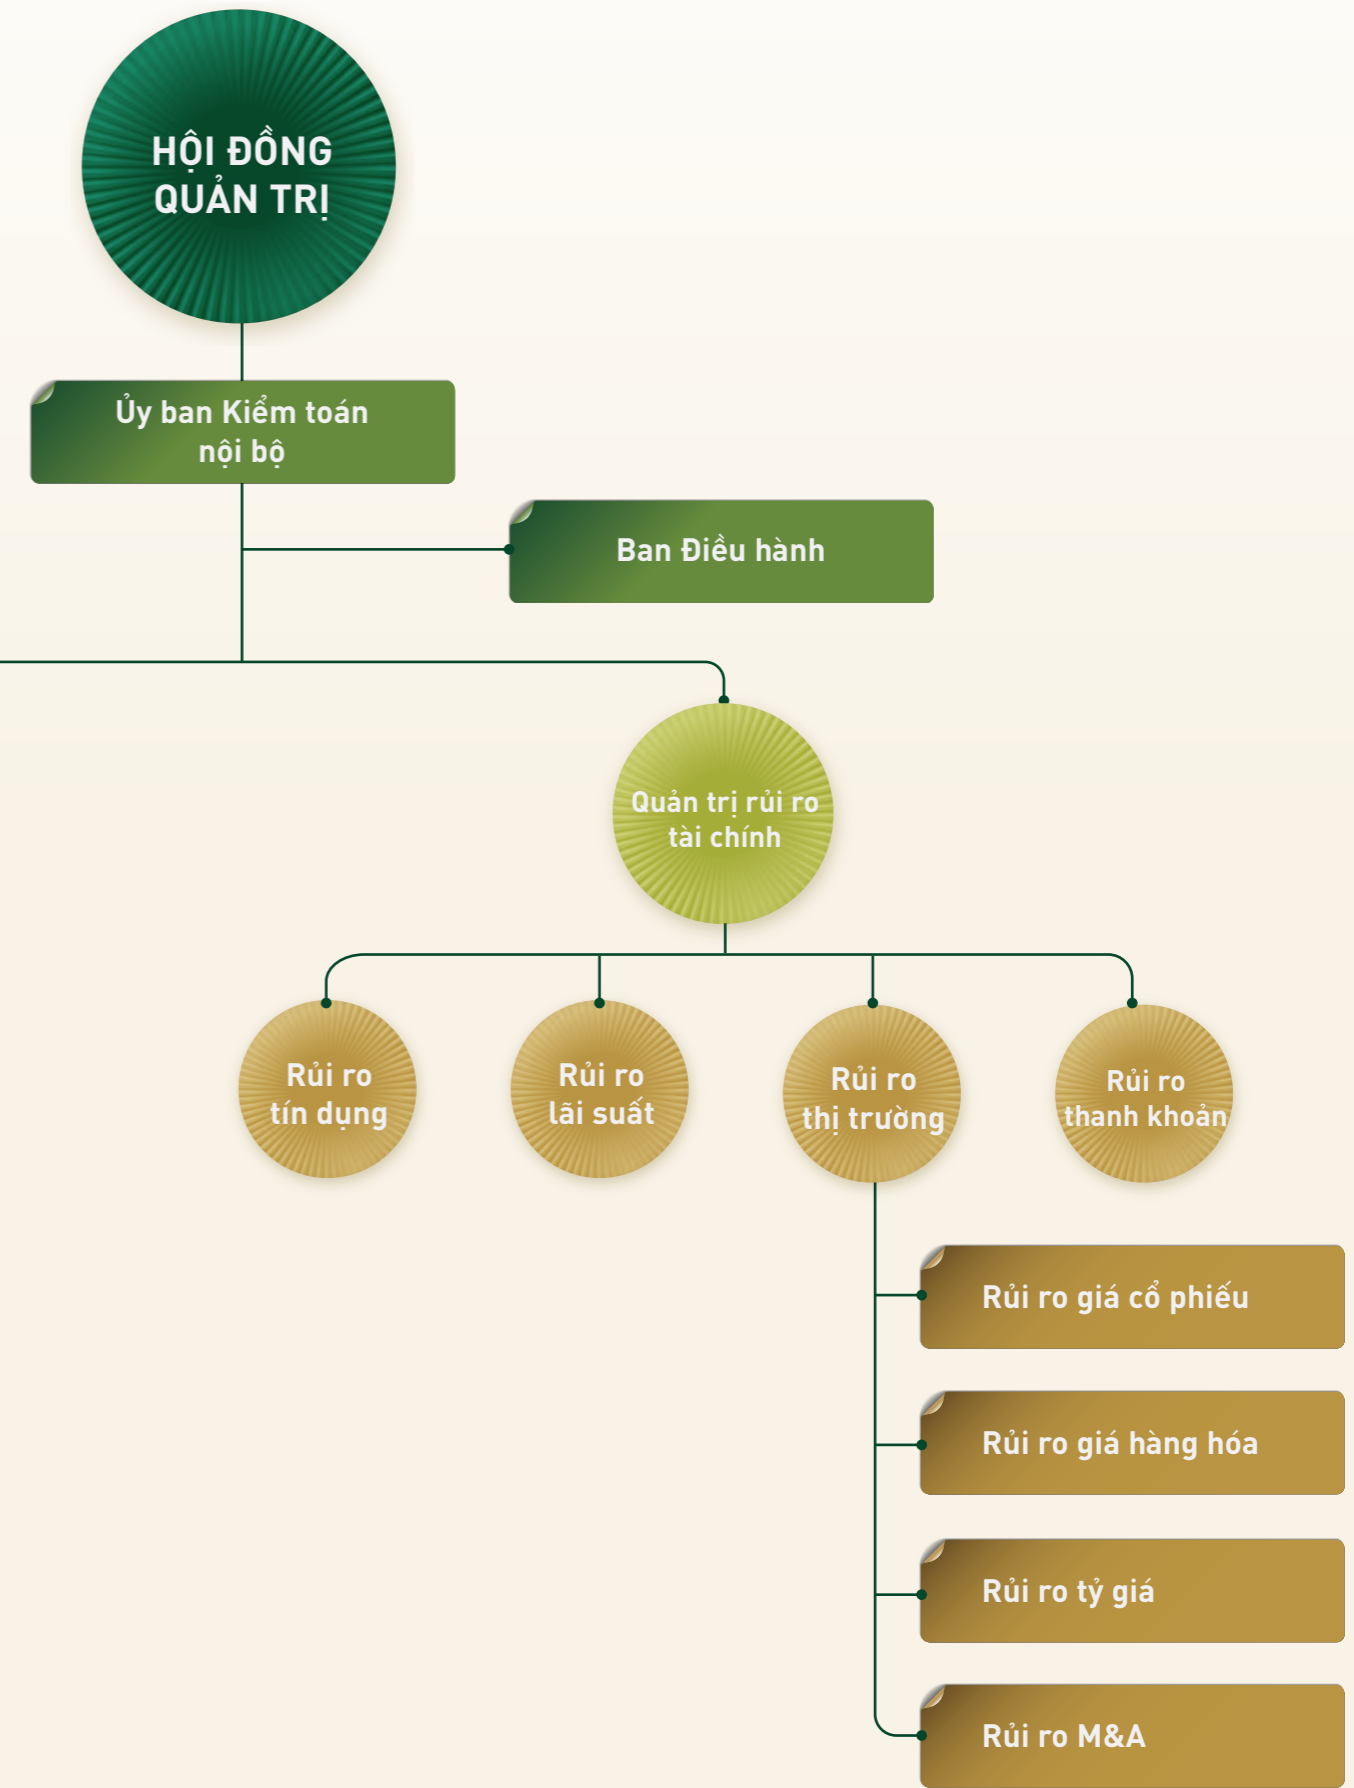 HỘI ĐỒNG
QUẢN TRỊ
Ủy ban Kiểm toán
nội bộ
Ban Điều hành
Quản trị rủi ro
tài chính
Rủi ro
tín dụng
Rủi ro
lãi suất
Rủi ro
thị trường
Rủi ro
thanh khoản
Rủi ro giá cổ phiếu
Rủi ro giá hàng hóa
Rủi ro tỷ giá
Rủi ro M&A